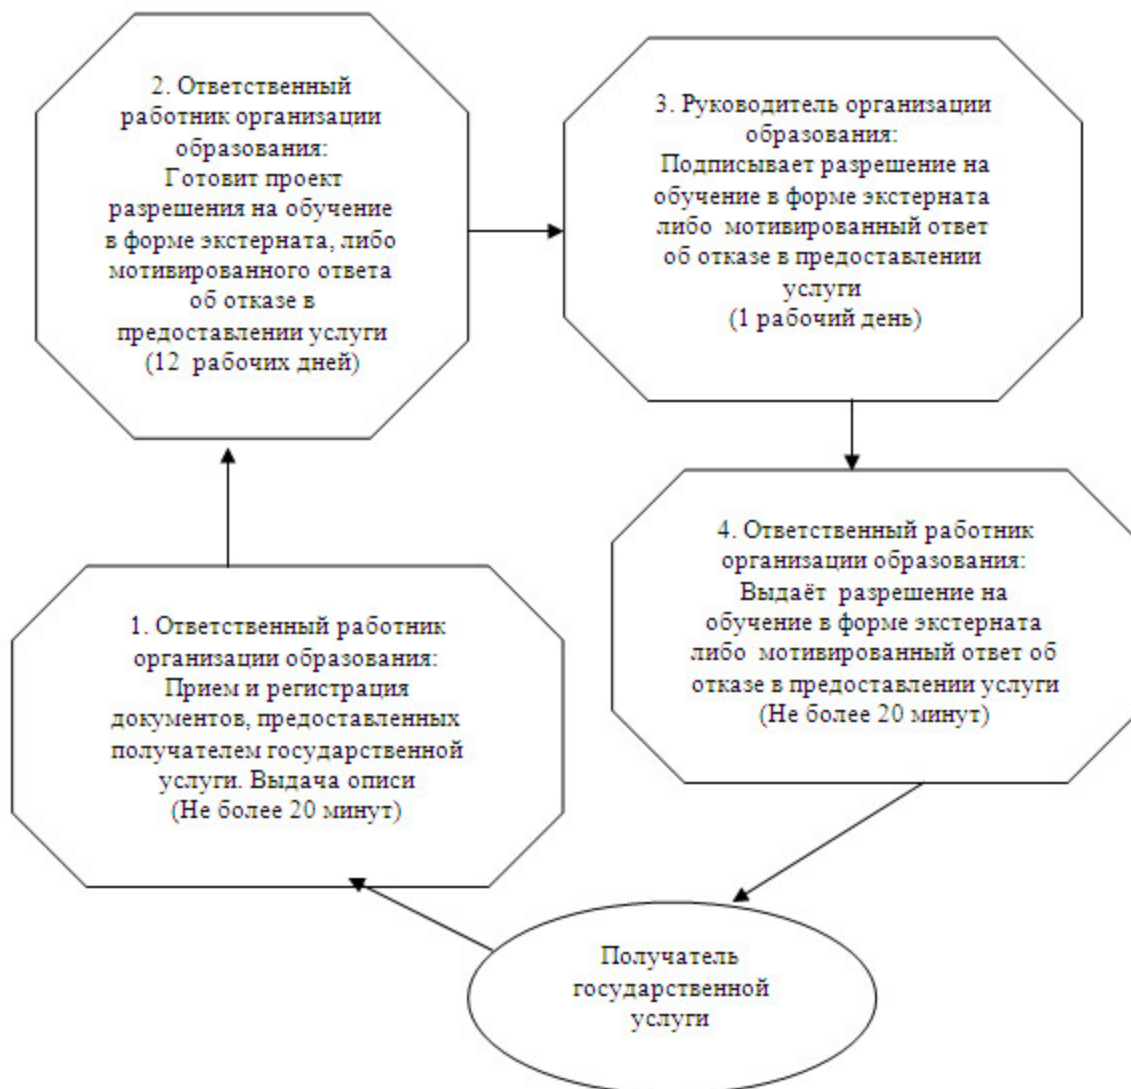 2. Ответственный
работник организации
образования:
Готовит проект
разрешения на обучение
в форме экстерната, либо
мотивированного ответа
об отказе в
предоставлении услуги
(12  рабочих дней)
3. Руководитель организации
образования:
Подписывает разрешение на
обучение в форме экстерната
либо  мотивированный ответ
об отказе в предоставлении
услуги
(1 рабочий день)
1. Ответственный работник
организации образования:
Прием и регистрация
документов, предоставленных
получателем государственной
услуги. Выдача описи
(Не более 20 минут)
4. Ответственный работник
организации образования:
Выдаёт  разрешение на
обучение в форме экстерната
либо  мотивированный ответ об
отказе в предоставлении услуги
(Не более 20 минут)
Получатель
государственной
услуги